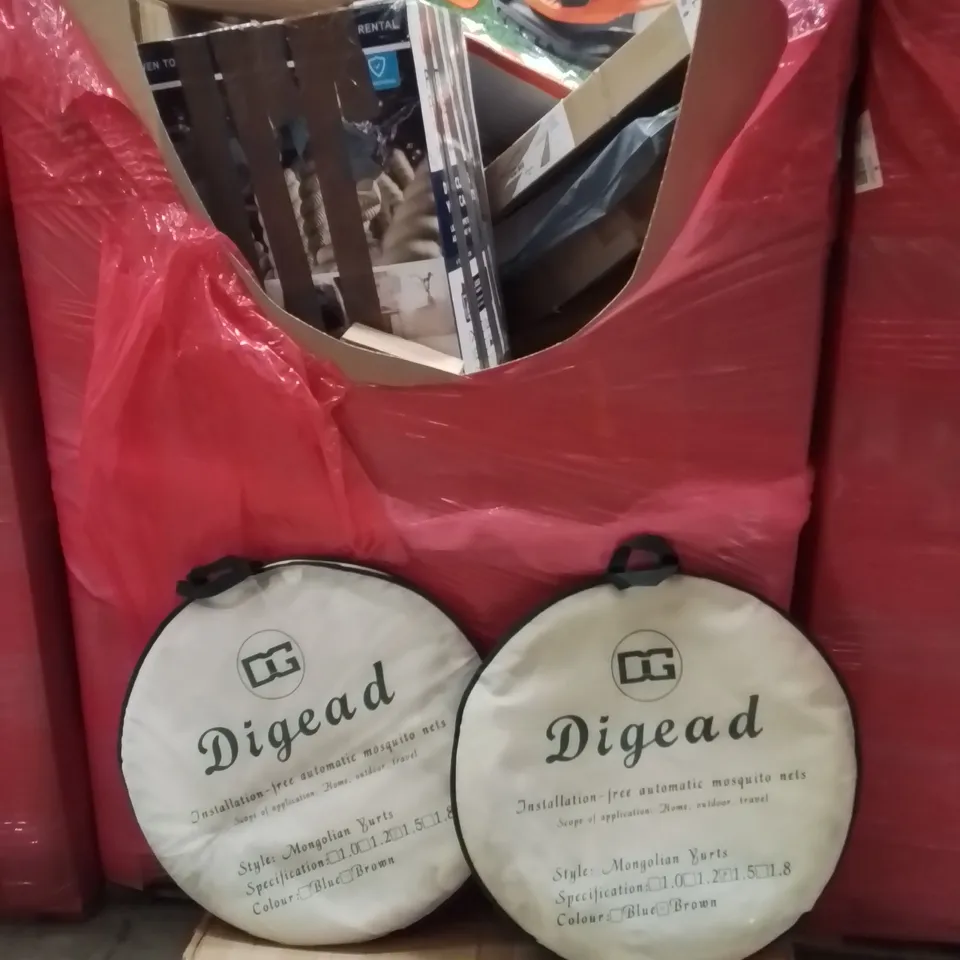 RENTAL
EN TO
DG
Digead
Installation-free automatic mosquito nets
Scope of application: Home, outdoor, travel
Style: Mongolian Yurts
Specification:□1.0□1.2☑1.5□1.8
Colour:□Blue□Brown
DG
Digead
Installation-free automatic mosquito nets
Scope of application: Home, outdoor, travel
Style: Mongolian Yurts
Specification:□1.0□1.2☑1.5□1.8
Colour:□Blue□Brown